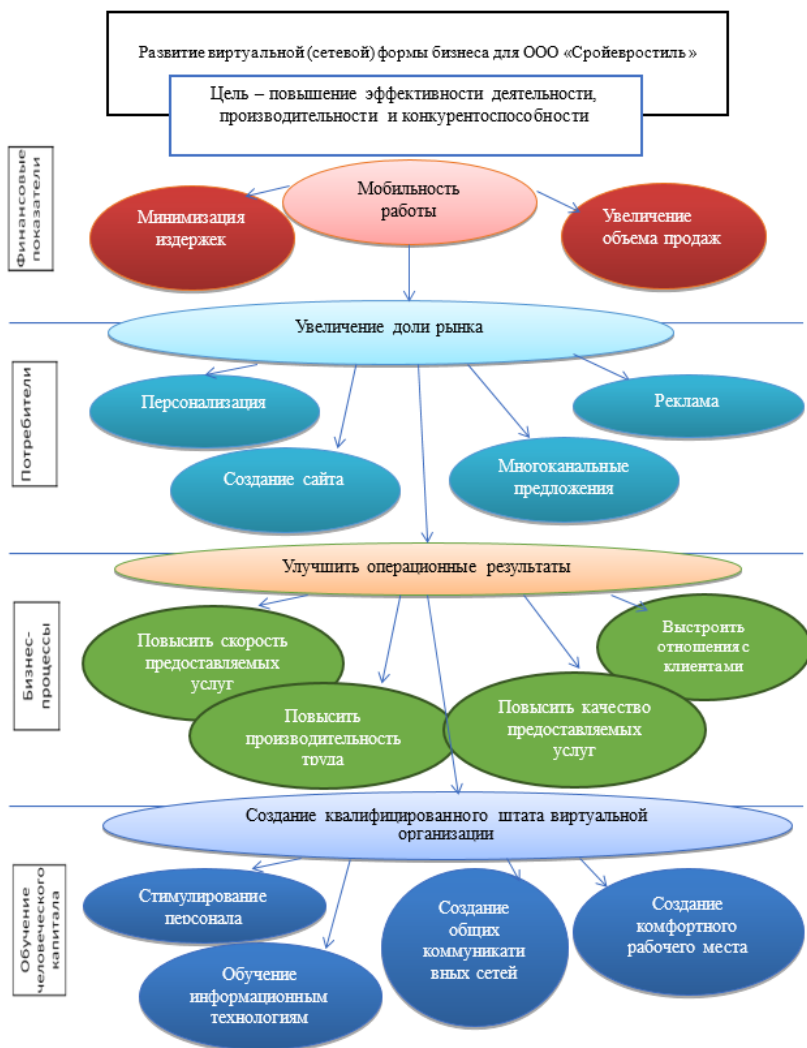 Развитие виртуальной (сетевой) формы бизнеса для ООО «Сройевростиль»
Цель – повышение эффективности деятельности,
производительности и конкурентоспособности
Финансовые
показатели
Мобильность
работы
Минимизация
издержек
Увеличение
объема продаж
Увеличение доли рынка
Потребители
Персонализация
Реклама
Создание сайта
Многоканальные
предложения
Улучшить операционные результаты
Бизнес-
процессы
Повысить скорость
предоставляемых
услуг
Выстроить
отношения с
клиентами
Повысить
производительность
труда
Повысить качество
предоставляемых
услуг
Создание квалифицированного штата виртуальной
организации
Обучение
человеческого
капитала
Стимулирование
персонала
Создание
общих
коммуникати
вных сетей
Создание
комфортного
рабочего места
Обучение
информационным
технологиям